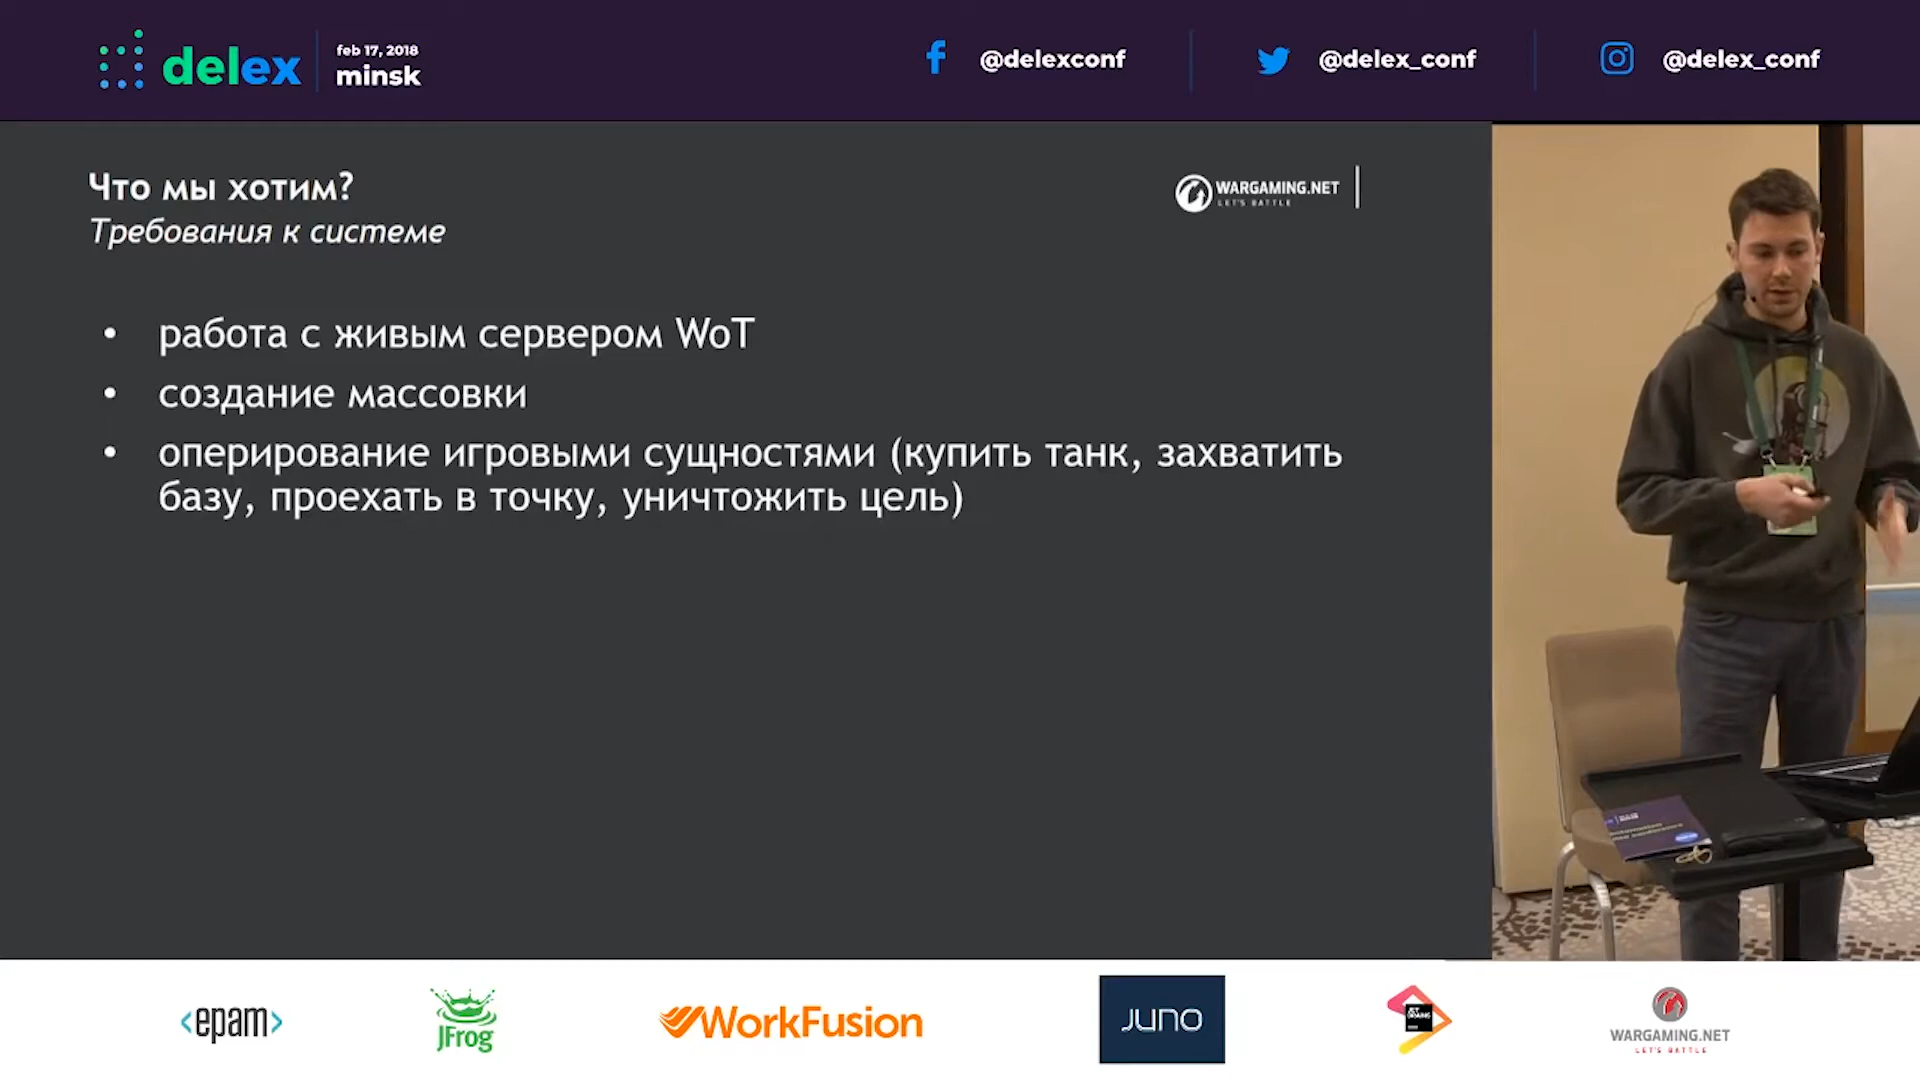 delex
feb 17, 2018
minsk
@delexconf
@delex_conf
@delex_conf
Что мы хотим?
Требования к системе
WARGAMING.NET
LET'S BATTLE
• работа с живым сервером WoT
• создание массовки
• оперирование игровыми сущностями (купить танк, захватить
базу, проехать в точку, уничтожить цель)
<epam>
JFrog
WorkFusion
JUNO
JET
BRAINS
WARGAMING.NET
LET'S BATTLE